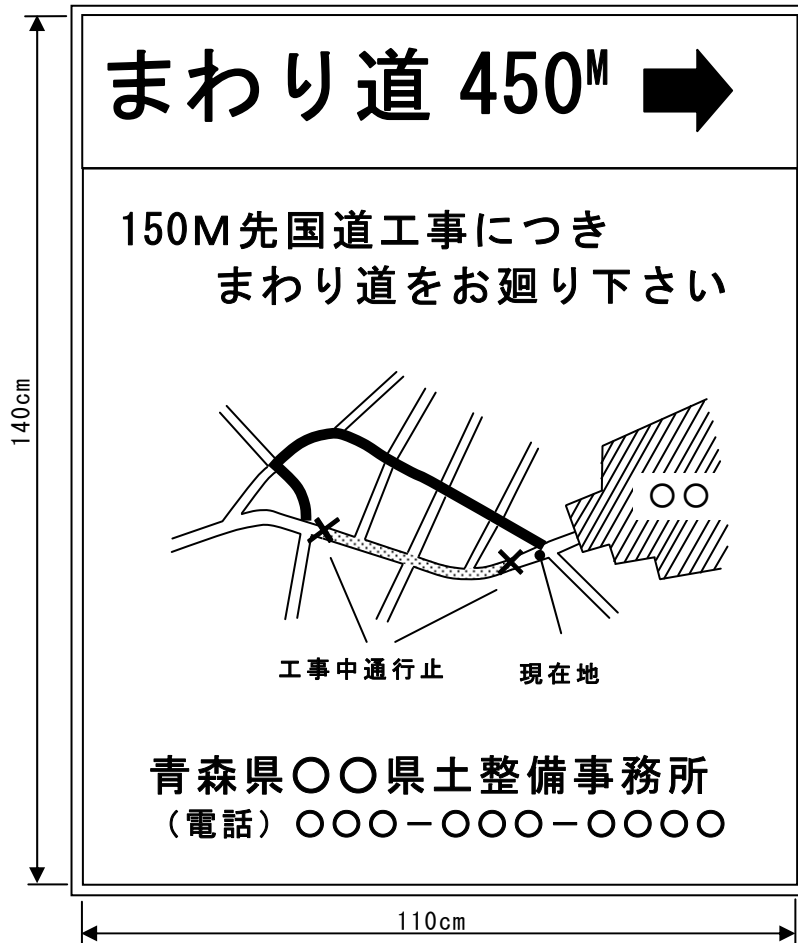 まわり道 450M
150M先国道工事につき
まわり道をお廻り下さい
140cm
○○
工事中通行止
現在地
青森県○○県土整備事務所
（電話）○○○－○○○－○○○○
110cm